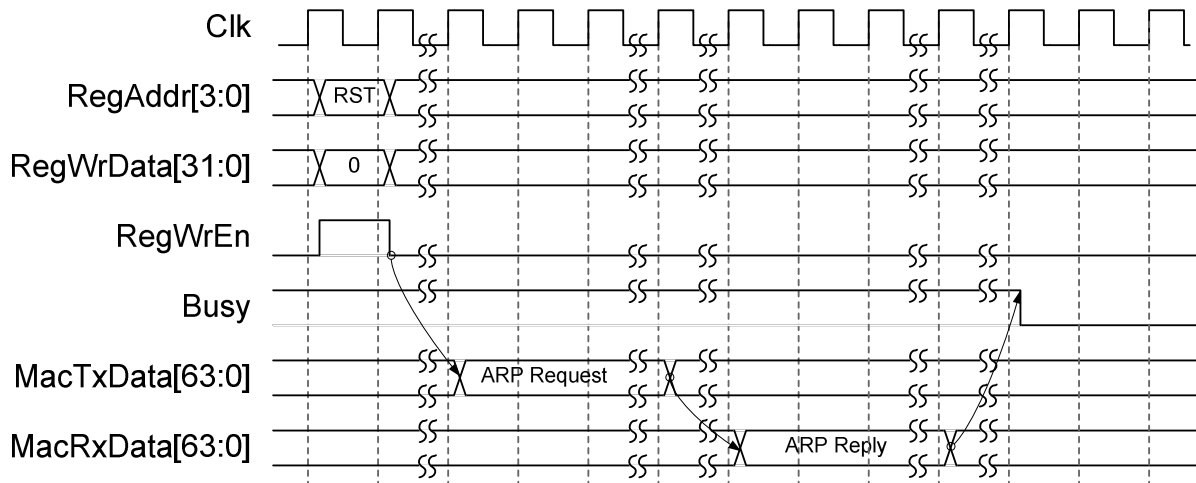 Clk
RegAddr[3:0] RST
RegWrData[31:0] 0
RegWrEn
Busy
MacTxData[63:0] ARP Request
MacRxData[63:0] ARP Reply